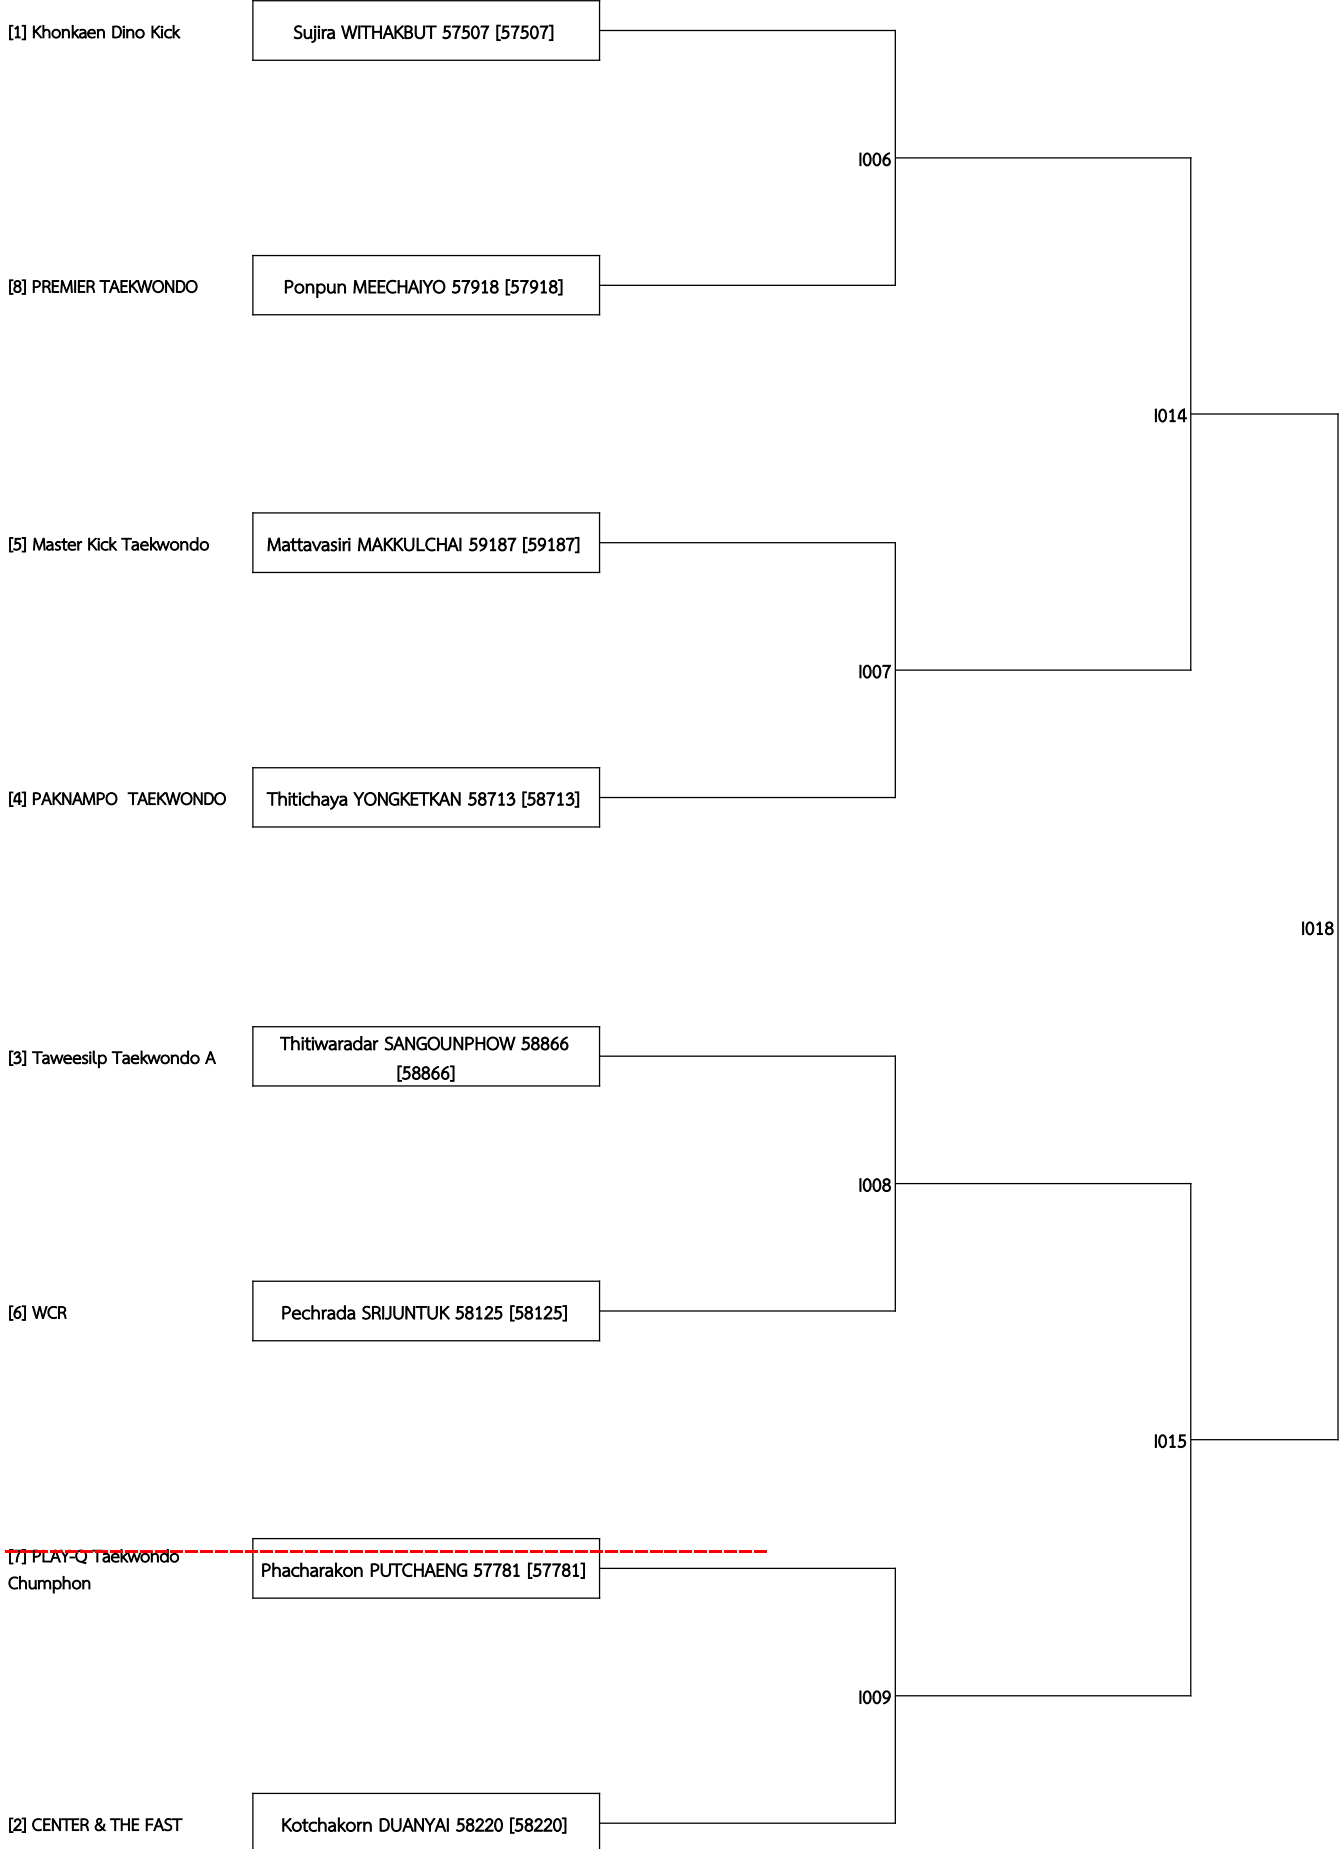 [1] Khonkaen Dino Kick
Sujira WITHAKBUT 57507 [57507]
I006
[8] PREMIER TAEKWONDO
Ponpun MEECHAIYO 57918 [57918]
I014
[5] Master Kick Taekwondo
Mattavasiri MAKKULCHAI 59187 [59187]
I007
[4] PAKNAMPO  TAEKWONDO
Thitichaya YONGKETKAN 58713 [58713]
I018
[3] Taweesilp Taekwondo A
Thitiwaradar SANGOUNPHOW 58866
[58866]
I008
[6] WCR
Pechrada SRIJUNTUK 58125 [58125]
I015
[7] PLAY-Q Taekwondo
Chumphon
Phacharakon PUTCHAENG 57781 [57781]
I009
[2] CENTER & THE FAST
Kotchakorn DUANYAI 58220 [58220]